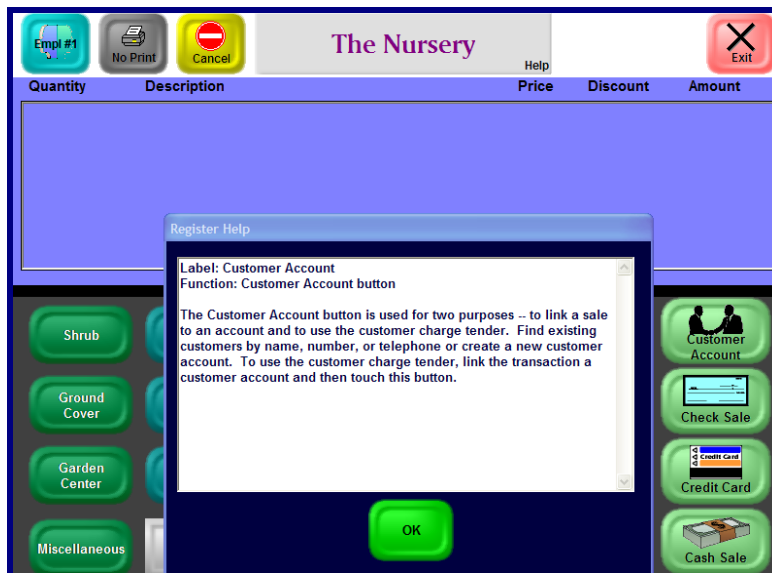 Empl #1
No Print
Cancel
The Nursery
Help
Exit
Quantity Description Price Discount Amount
Register Help
Label: Customer Account
Function: Customer Account button
The Customer Account button is used for two purposes -- to link a sale
to an account and to use the customer charge tender. Find existing
customers by name, number, or telephone or create a new customer
account. To use the customer charge tender, link the transaction a
customer account and then touch this button.
OK
Shrub
Ground
Cover
Garden
Center
Miscellaneous
Customer
Account
Check Sale
Credit Card
Credit Card
Cash Sale